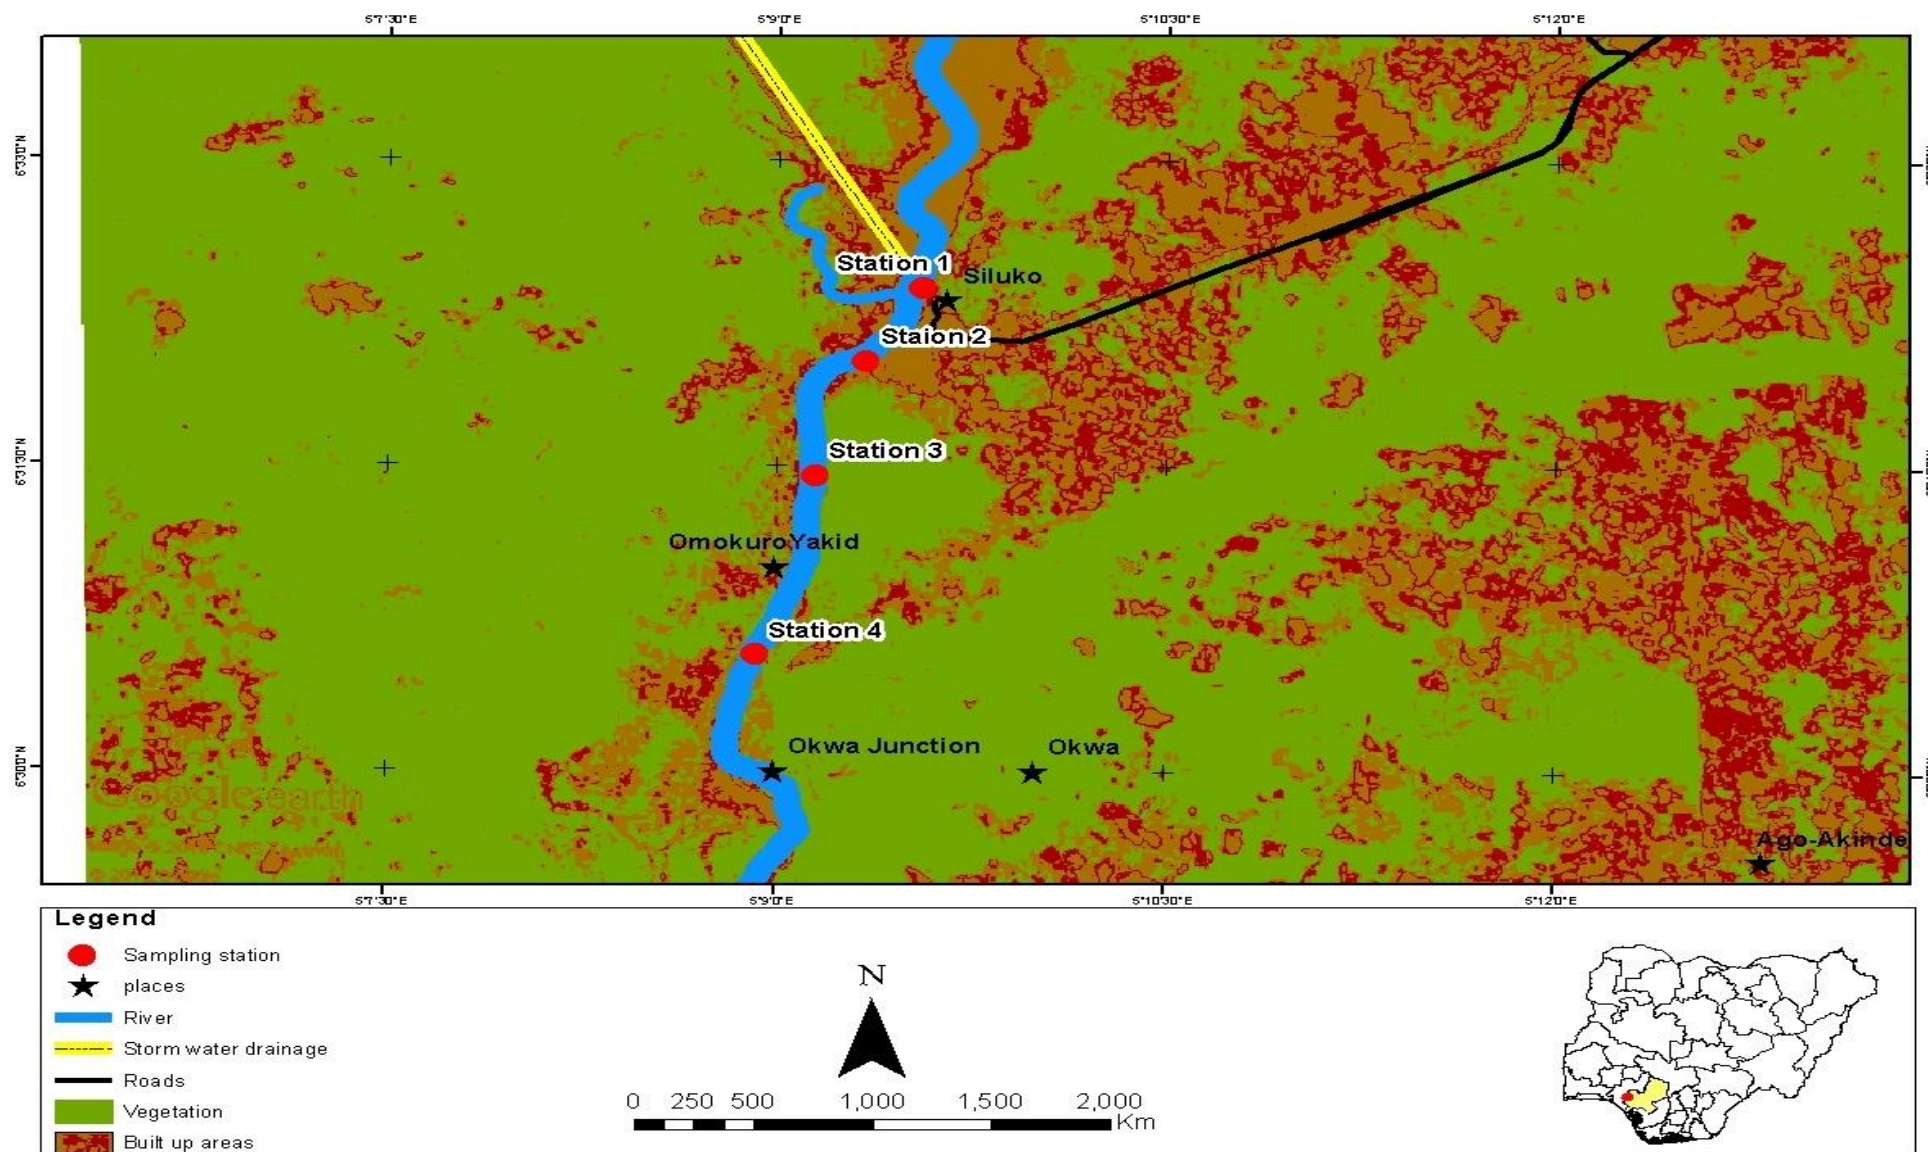 5°7'30"E 5°9'0"E 5°10'30"E 5°12'0"E
6°33'0"N
Station 1
Siluko
Staion 2
6°31'30"N
Station 3
OmokuroYakid
Station 4
Okwa Junction
Okwa
6°30'0"N
Google earth
Ago-Akinde
5°7'30"E 5°9'0"E 5°10'30"E 5°12'0"E
Legend
Sampling station
places
River
Storm water drainage
Roads
Vegetation
Built up areas
N
0 250 500 1,000 1,500 2,000
Km